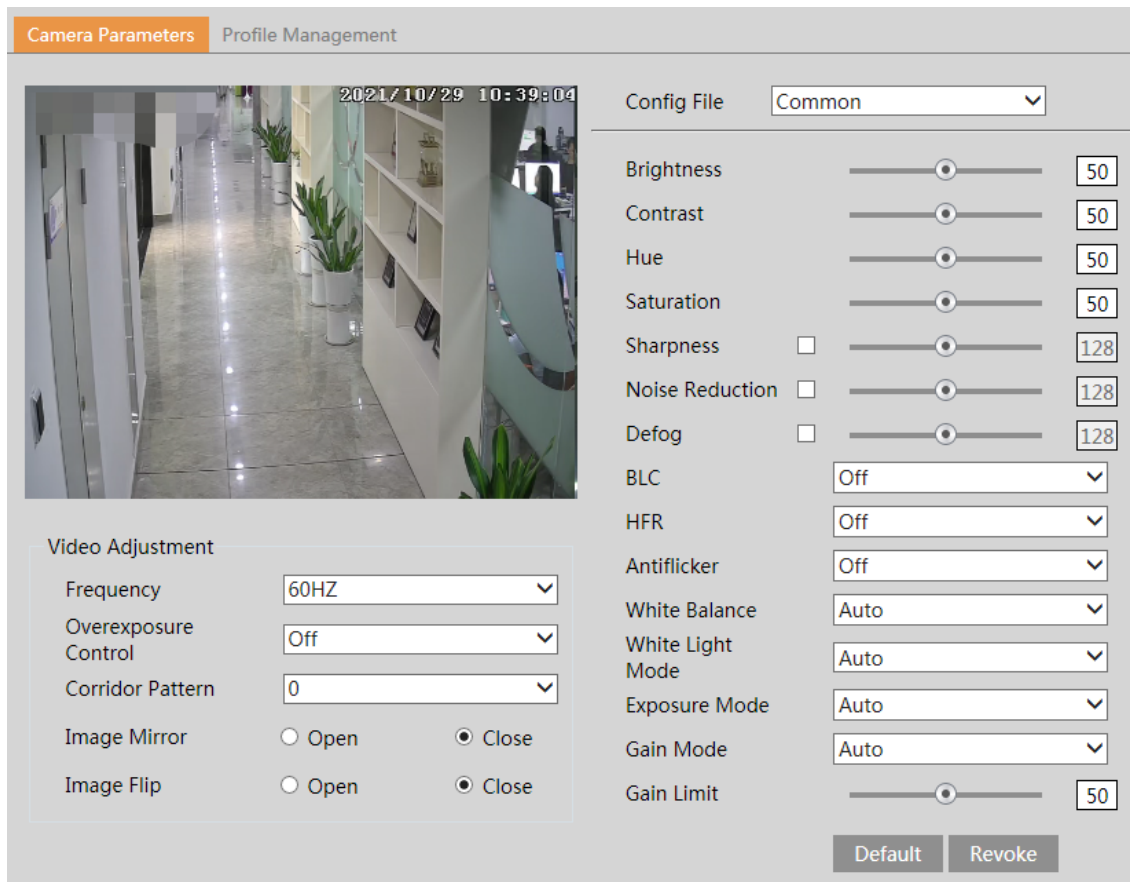 Camera Parameters
Profile Management
2021/10/29 10:39:04
Config File
Common
Brightness
50
Contrast
50
Hue
50
Saturation
50
Sharpness
128
Noise Reduction
128
Defog
128
BLC
Off
HFR
Off
Antiflicker
Off
White Balance
Auto
White Light
Mode
Auto
Exposure Mode
Auto
Gain Mode
Auto
Gain Limit
50
Default
Revoke
Video Adjustment
Frequency
60HZ
Overexposure
Control
Off
Corridor Pattern
0
Image Mirror
Open
Close
Image Flip
Open
Close